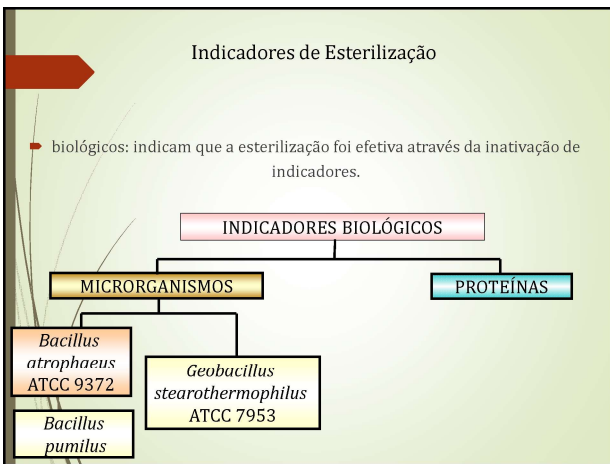 Indicadores de Esterilização
biológicos: indicam que a esterilização foi efetiva através da inativação de
indicadores.
INDICADORES BIOLÓGICOS
MICRORGANISMOS
PROTEÍNAS
Bacillus
atrophaeus
ATCC 9372
Geobacillus
stearothermophilus
ATCC 7953
Bacillus
pumilus